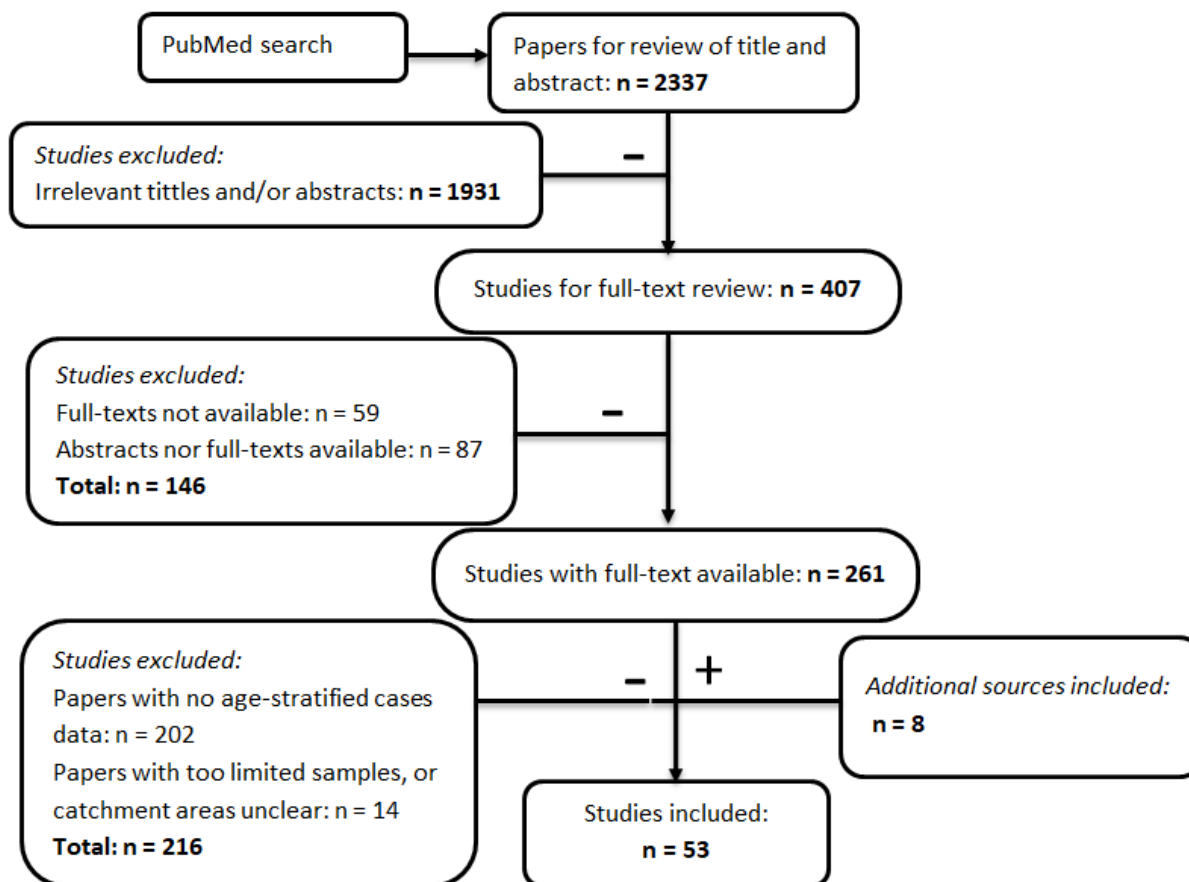 PubMed search
Papers for review of title and
abstract: n = 2337
Studies excluded:
Irrelevant tittles and/or abstracts: n = 1931
Studies for full-text review: n = 407
Studies excluded:
Full-texts not available: n = 59
Abstracts nor full-texts available: n = 87
Total: n = 146
Studies with full-text available: n = 261
Studies excluded:
Papers with no age-stratified cases
data: n = 202
Papers with too limited samples, or
catchment areas unclear: n = 14
Total: n = 216
Additional sources included:
n = 8
Studies included:
n = 53